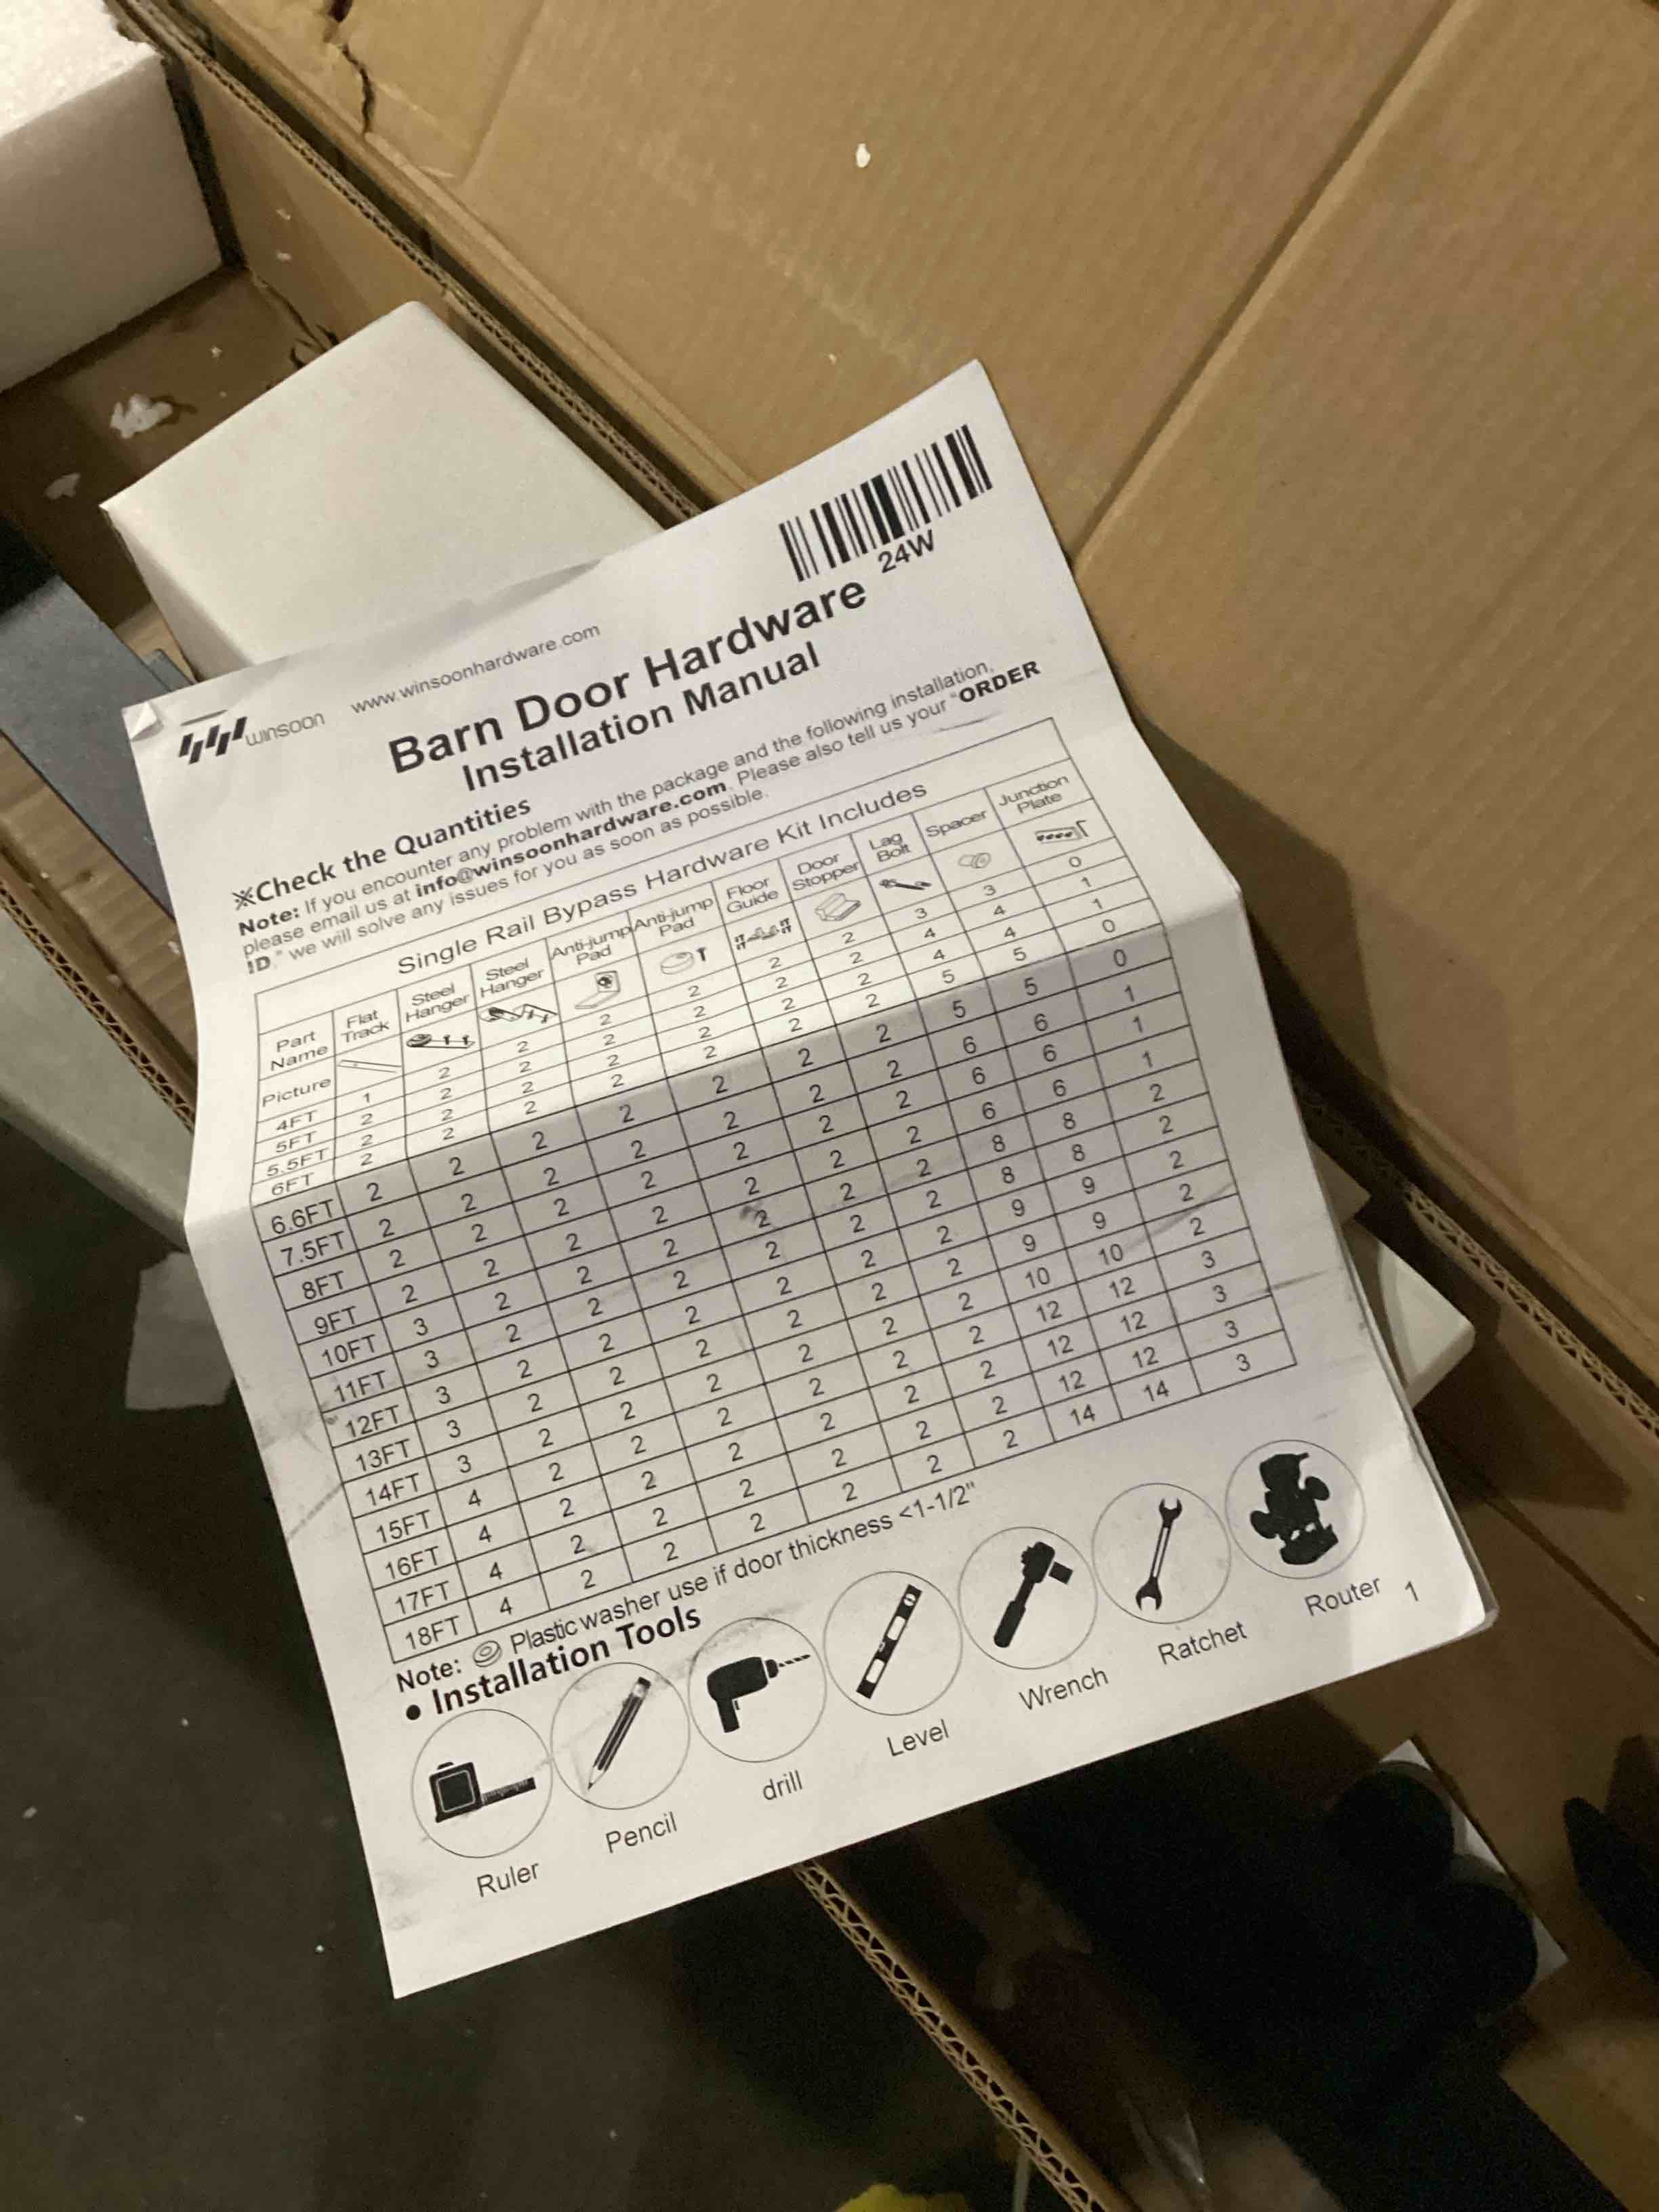 24W
WINSOON www.winsoonhardware.com
Barn Door Hardware
Installation Manual
※Check the Quantities
Note: If you encounter any problem with the package and the following installation,
please email us at info@winsoonhardware.com. Please also tell us your "ORDER
ID," we will solve any issues for you as soon as possible.
Single Rail Bypass Hardware Kit Includes
Part Name Flat Track Steel Hanger Steel Hanger Anti-jump Pad Anti-jump Pad Floor Guide Door Stopper Lag Bolt Spacer Junction Plate
Picture
4FT 1 2 2 2 2 2 2 3 3 0
5FT 2 2 2 2 2 2 2 4 4 1
5.5FT 2 2 2 2 2 2 2 4 4 1
6FT 2 2 2 2 2 2 2 5 5 0
6.6FT 2 2 2 2 2 2 2 5 5 0
7.5FT 2 2 2 2 2 2 2 6 6 1
8FT 2 2 2 2 2 2 2 6 6 1
9FT 2 2 2 2 2 2 2 6 6 1
10FT 3 2 2 2 2 2 2 8 8 2
11FT 3 2 2 2 2 2 2 8 8 2
12FT 3 2 2 2 2 2 2 9 9 2
13FT 3 2 2 2 2 2 2 9 9 2
14FT 3 2 2 2 2 2 2 10 10 2
15FT 4 2 2 2 2 2 2 12 12 3
16FT 4 2 2 2 2 2 2 12 12 3
17FT 4 2 2 2 2 2 2 12 12 3
18FT 4 2 2 2 2 2 2 14 14 3
Note: Plastic washer use if door thickness <1-1/2"
• Installation Tools
Ruler Pencil drill Level Wrench Ratchet Router
1